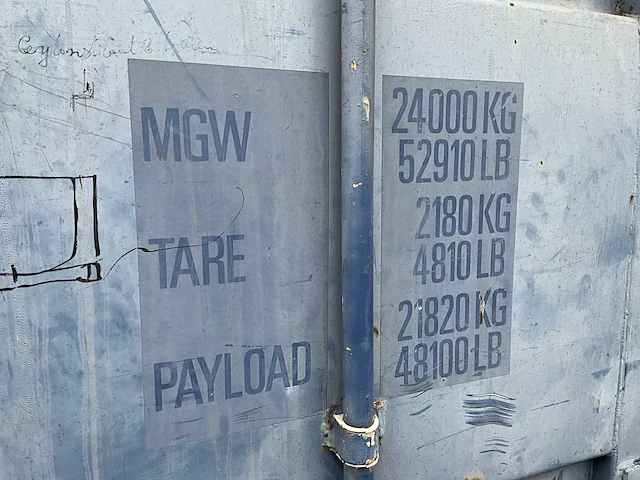 MGW 24000 KG
52910 LB
2180 KG
TARE 4810 LB
21820 KG
PAYLOAD 48100 LB